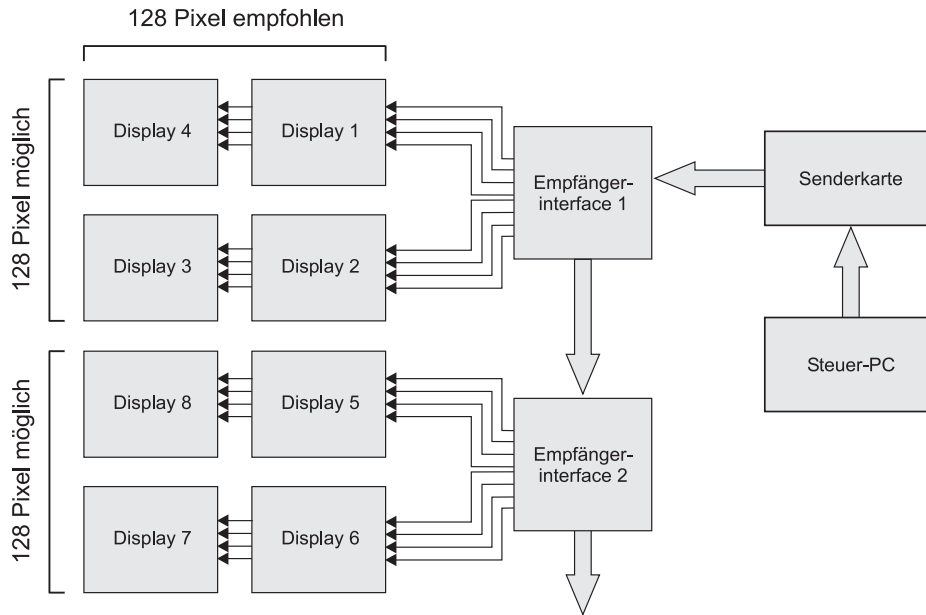 128 Pixel empfohlen
128 Pixel möglich
Display 4
Display 1
Display 3
Display 2
Empfänger-
interface 1
Senderkarte
Steuer-PC
128 Pixel möglich
Display 8
Display 5
Display 7
Display 6
Empfänger-
interface 2